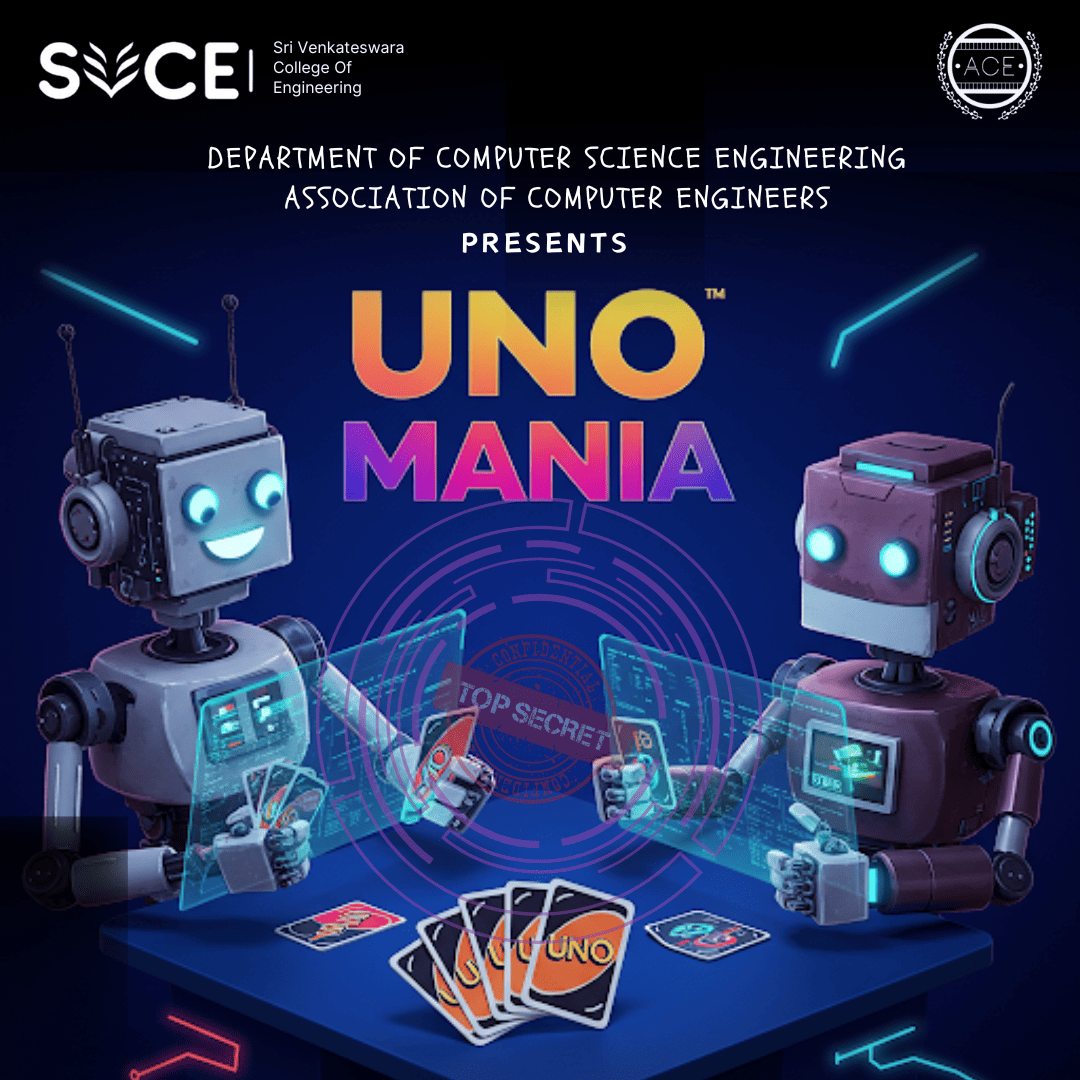 SVCE
Sri Venkateswara
College Of
Engineering
ACE
DEPARTMENT OF COMPUTER SCIENCE ENGINEERING
ASSOCIATION OF COMPUTER ENGINEERS
PRESENTS
UNO™
MANIA
CONFIDENTIAL
TOP SECRET
UNO